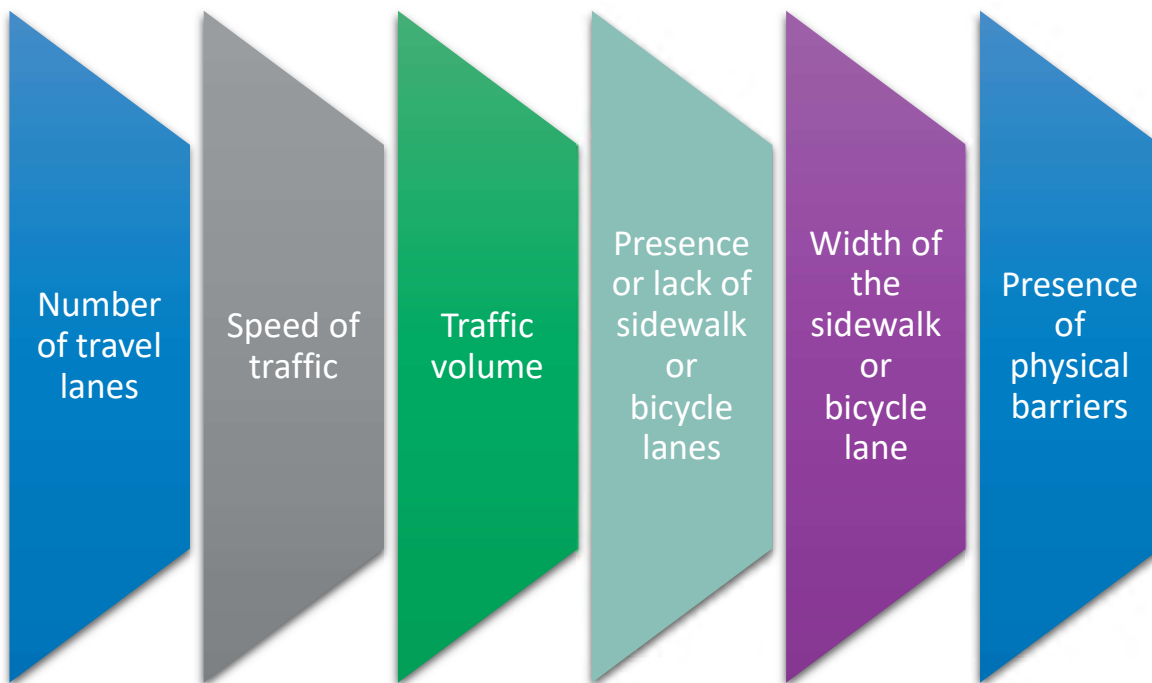 Number
of travel
lanes
Speed of
traffic
Traffic
volume
Presence
or lack of
sidewalk
or
bicycle
lanes
Width of
the
sidewalk
or
bicycle
lane
Presence
of
physical
barriers